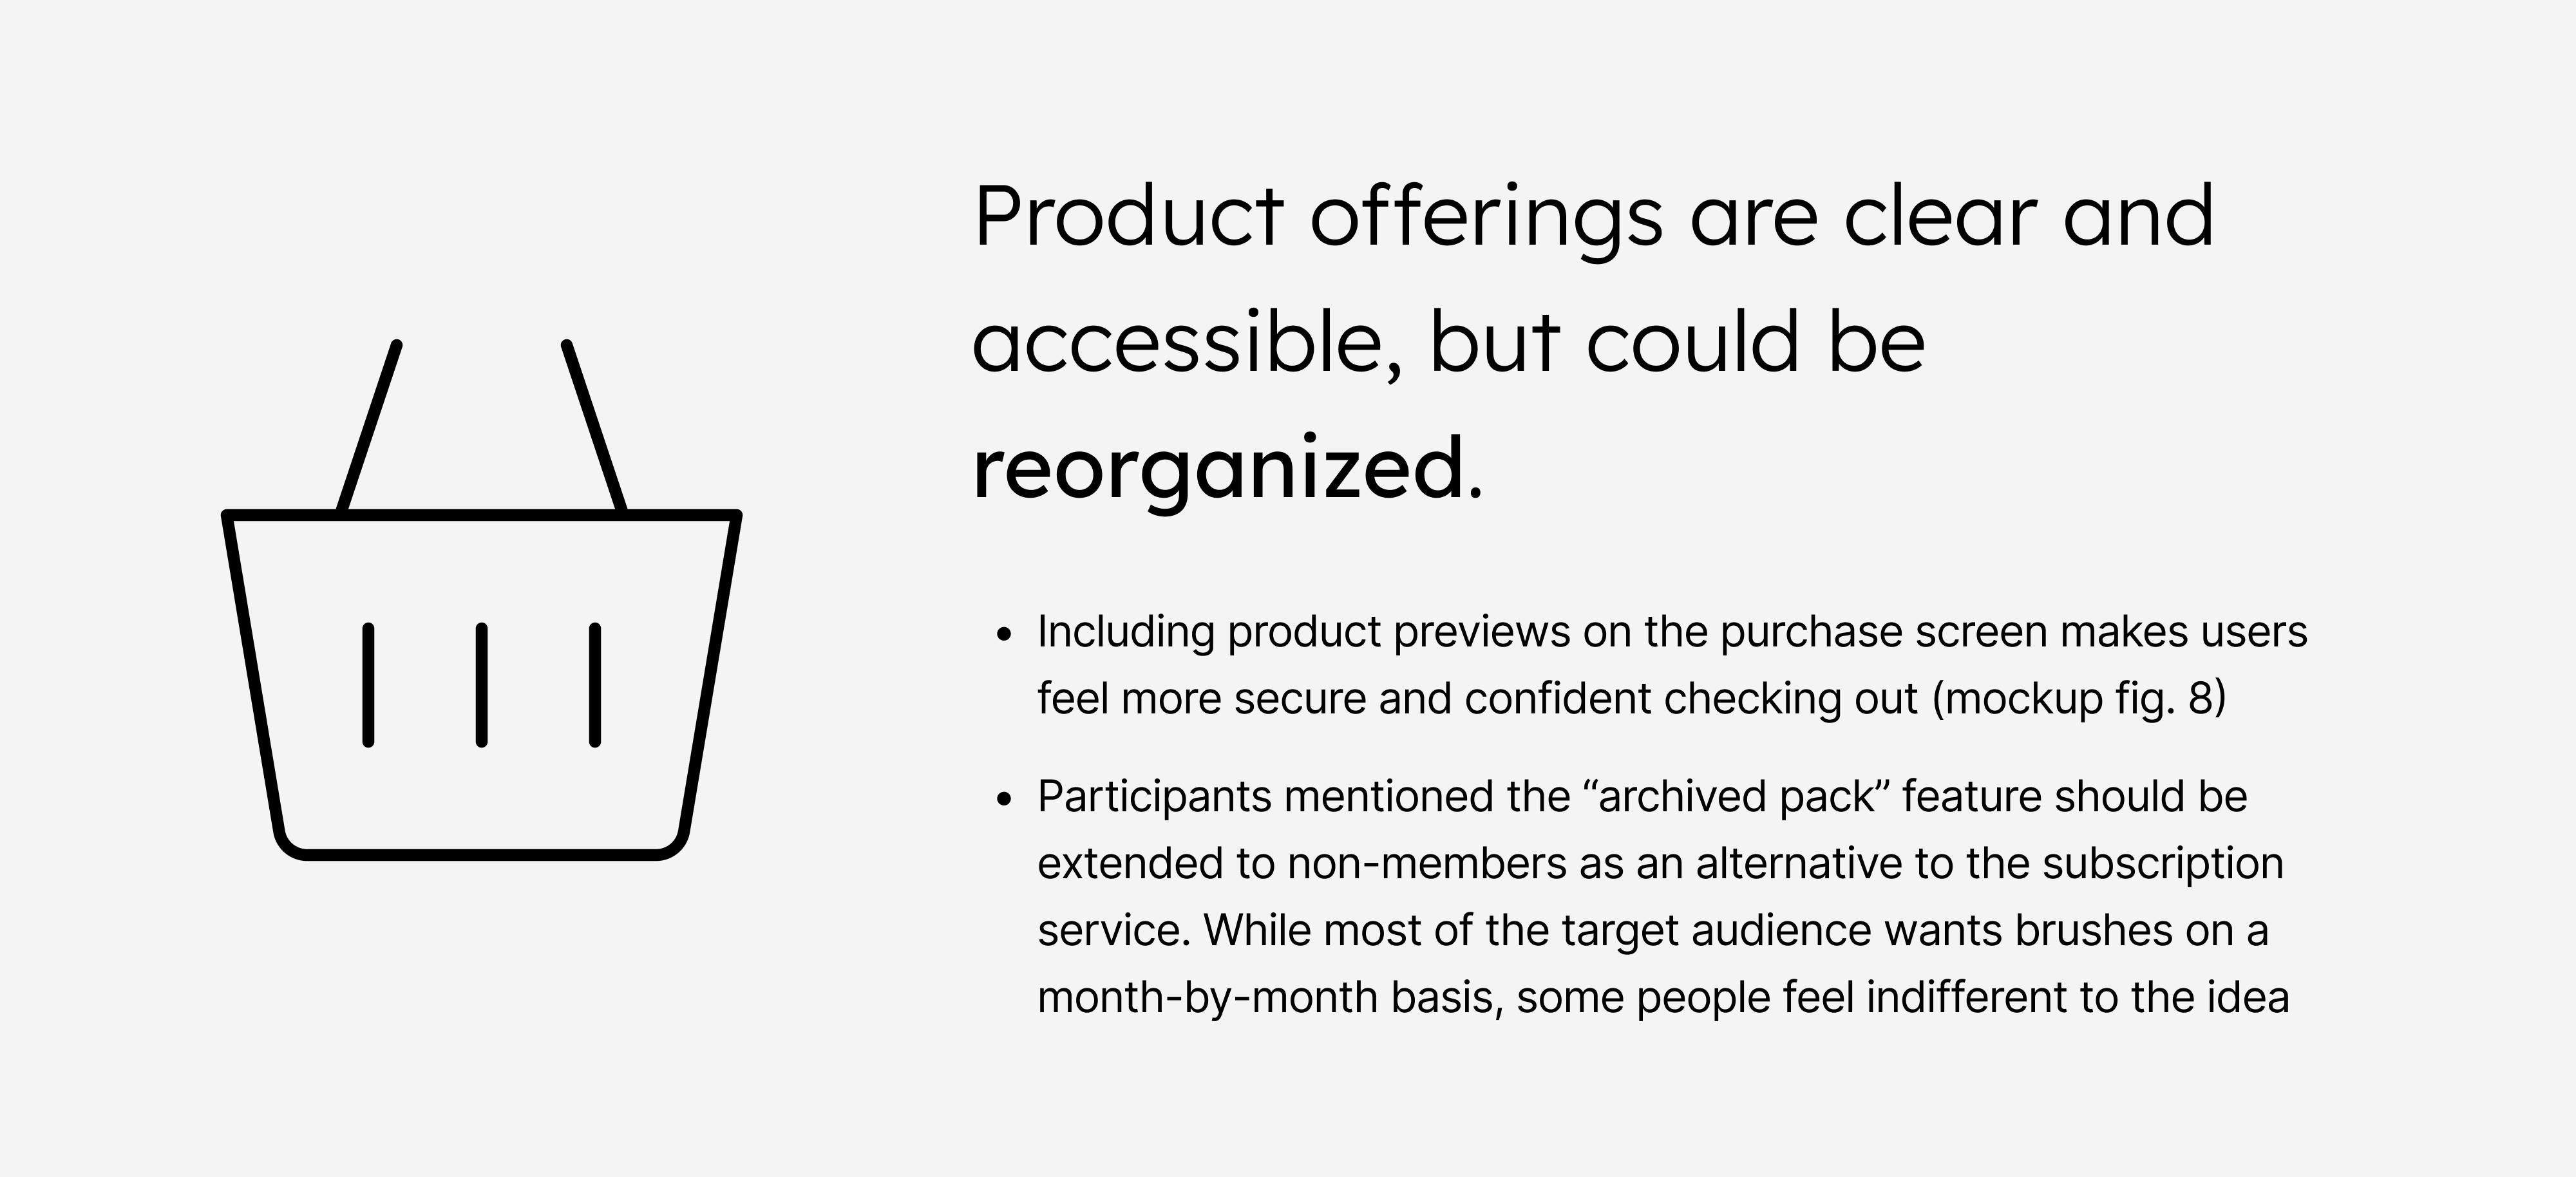 Product offerings are clear and
accessible, but could be
reorganized.
• Including product previews on the purchase screen makes users
feel more secure and confident checking out (mockup fig. 8)
• Participants mentioned the “archived pack” feature should be
extended to non-members as an alternative to the subscription
service. While most of the target audience wants brushes on a
month-by-month basis, some people feel indifferent to the idea